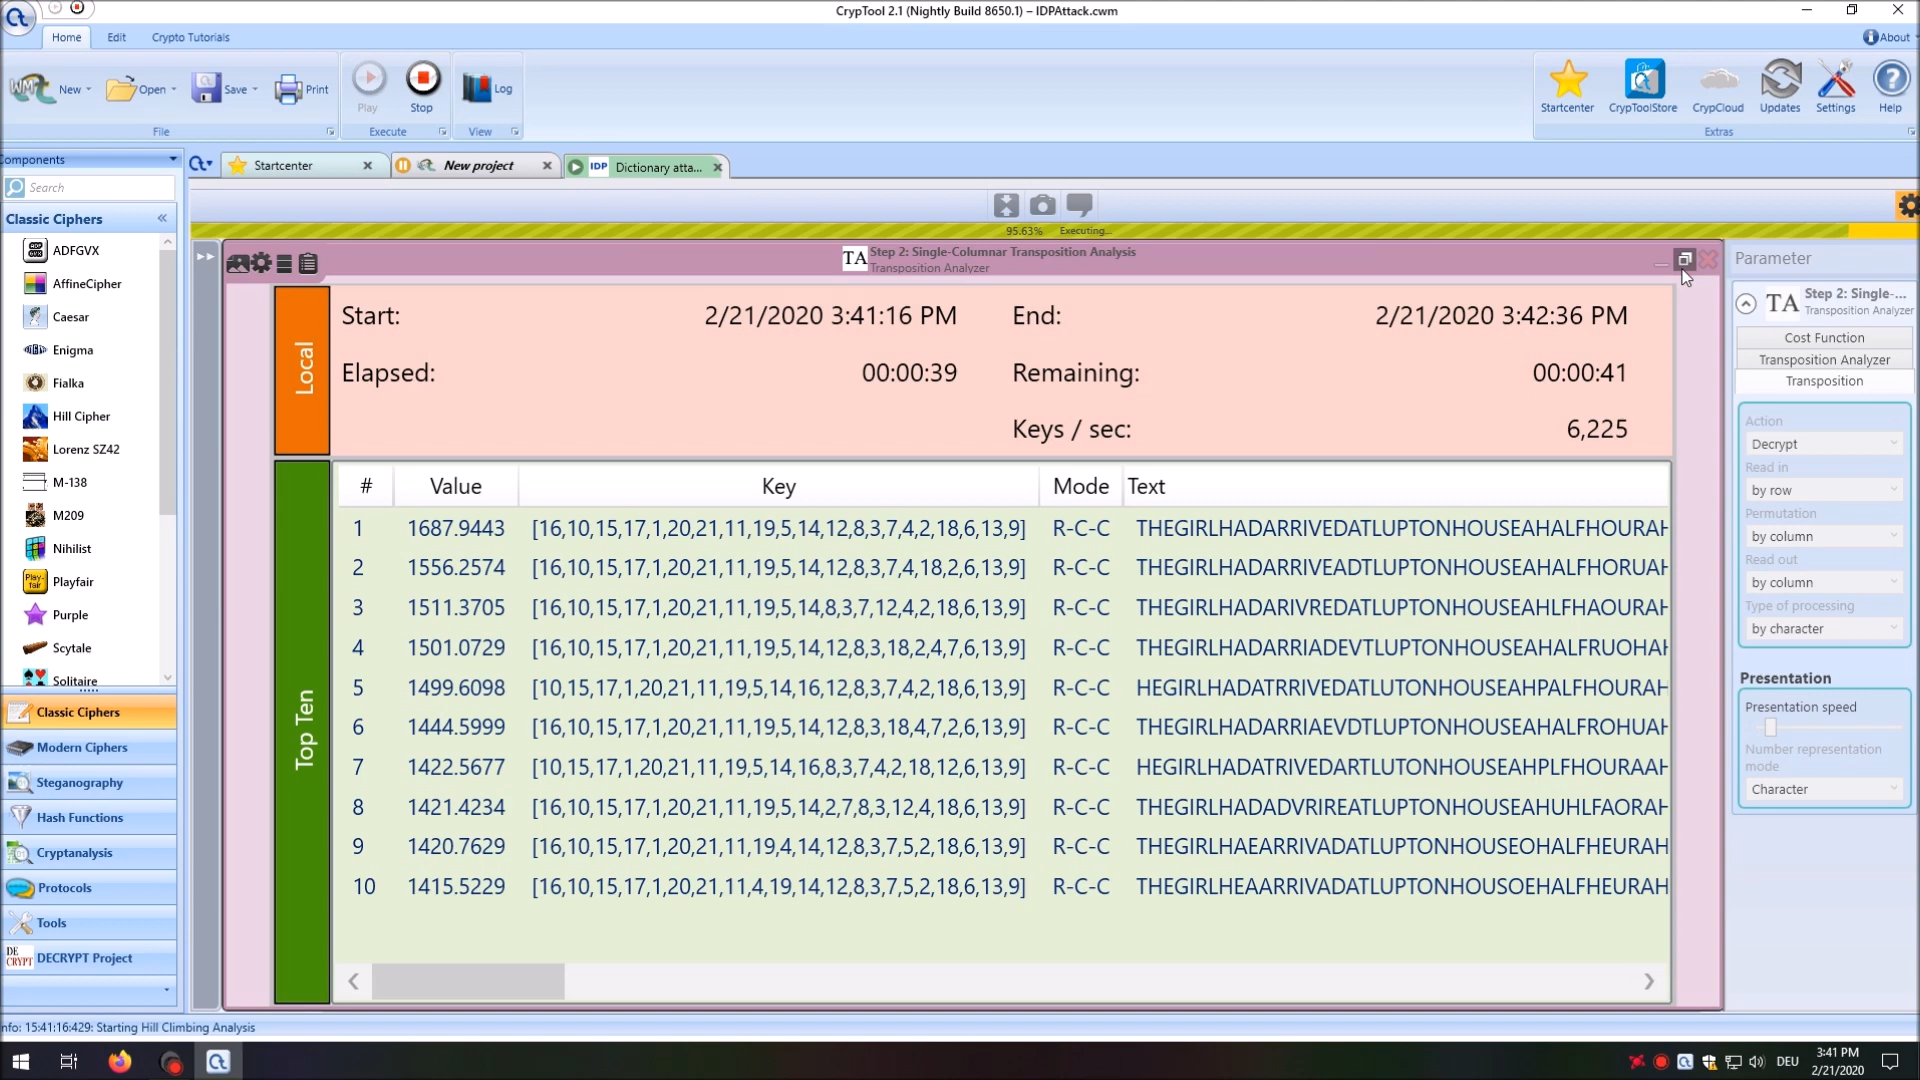 CrypTool 2.1 (Nightly Build 8650.1) – IDPAttack.cwm
Home Edit Crypto Tutorials
About
New Open Save Print
Play Stop
Log
Startcenter CrypToolStore CrypCloud Updates Settings Help
File Execute View Extras
Components
Startcenter New project IDP Dictionary atta...
Search
Classic Ciphers
95.63% Executing...
ADFGVX
AffineCipher
Caesar
Enigma
Fialka
Hill Cipher
Lorenz SZ42
M-138
M209
Nihilist
Playfair
Purple
Scytale
Solitaire
Classic Ciphers
Modern Ciphers
Steganography
Hash Functions
Cryptanalysis
Protocols
Tools
DECRYPT Project
TA Step 2: Single-Columnar Transposition Analysis
Transposition Analyzer
Local
Start: 2/21/2020 3:41:16 PM End: 2/21/2020 3:42:36 PM
Elapsed: 00:00:39 Remaining: 00:00:41
Keys / sec: 6,225
Top Ten
# Value Key Mode Text
1 1687.9443 [16,10,15,17,1,20,21,11,19,5,14,12,8,3,7,4,2,18,6,13,9] R-C-C THEGIRLHADARRIVEDATLUPTONHOUSEAHALFHOURAH
2 1556.2574 [16,10,15,17,1,20,21,11,19,5,14,12,8,3,7,4,18,2,6,13,9] R-C-C THEGIRLHADARRIVEADTLUPTONHOUSEAHALFHORUAH
3 1511.3705 [16,10,15,17,1,20,21,11,19,5,14,8,3,7,12,4,2,18,6,13,9] R-C-C THEGIRLHADARIVREDATLUPTONHOUSEAHLFHAOURAH
4 1501.0729 [16,10,15,17,1,20,21,11,19,5,14,12,8,3,18,2,4,7,6,13,9] R-C-C THEGIRLHADARRIADEVTLUPTONHOUSEAHALFRUOHAH
5 1499.6098 [10,15,17,1,20,21,11,19,5,14,16,12,8,3,7,4,2,18,6,13,9] R-C-C HEGIRLHADATRRIVEDATLUTONHOUSEAHPALFHOURAH
6 1444.5999 [16,10,15,17,1,20,21,11,19,5,14,12,8,3,18,4,7,2,6,13,9] R-C-C THEGIRLHADARRIAEVDTLUPTONHOUSEAHALFROHUAH
7 1422.5677 [10,15,17,1,20,21,11,19,5,14,16,8,3,7,4,2,18,12,6,13,9] R-C-C HEGIRLHADATRIVEDARTLUTONHOUSEAHPLFHOURAAH
8 1421.4234 [16,10,15,17,1,20,21,11,19,5,14,2,7,8,3,12,4,18,6,13,9] R-C-C THEGIRLHADADVRIREATLUPTONHOUSEAHUHLFAORAH
9 1420.7629 [16,10,15,17,1,20,21,11,19,4,14,12,8,3,7,5,2,18,6,13,9] R-C-C THEGIRLHAEARRIVADATLUPTONHOUSEOHALFHEURAH
10 1415.5229 [16,10,15,17,1,20,21,11,4,19,14,12,8,3,7,5,2,18,6,13,9] R-C-C THEGIRLHEAARRIVADATLUPTONHOUSOEHALFHEURAH
Parameter
TA Step 2: Single-...
Transposition Analyzer
Cost Function
Transposition Analyzer
Transposition
Action
Decrypt
Read in
by row
Permutation
by column
Read out
by column
Type of processing
by character
Presentation
Presentation speed
Number representation
mode
Character
nfo: 15:41:16:429: Starting Hill Climbing Analysis
DEU
3:41 PM
2/21/2020